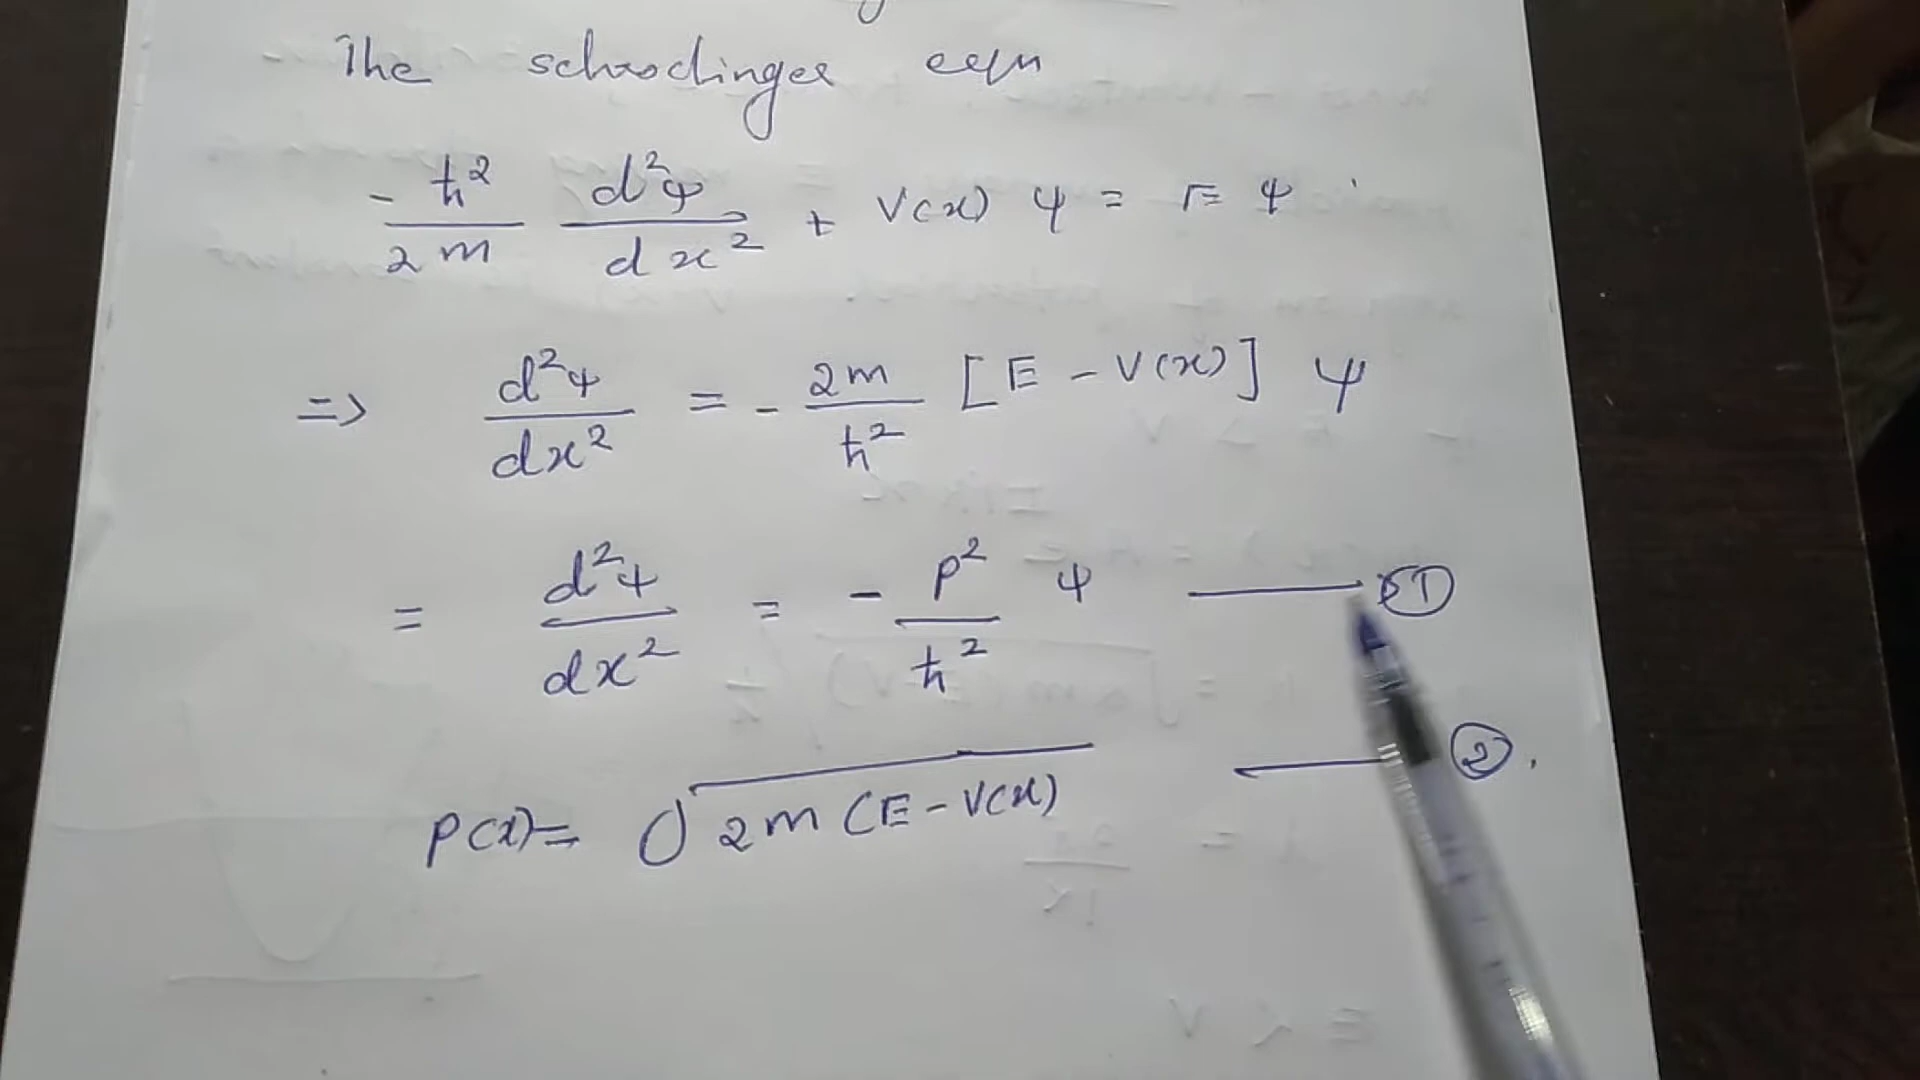 The schrodinger eqn
- ħ²/2m d²ψ/dx² + V(x) ψ = E ψ
=> d²ψ/dx² = - 2m/ħ² [E - V(x)] ψ
= d²ψ/dx² = - p²/ħ² ψ —— ①
p(x) = √2m (E - V(x) —— ②.